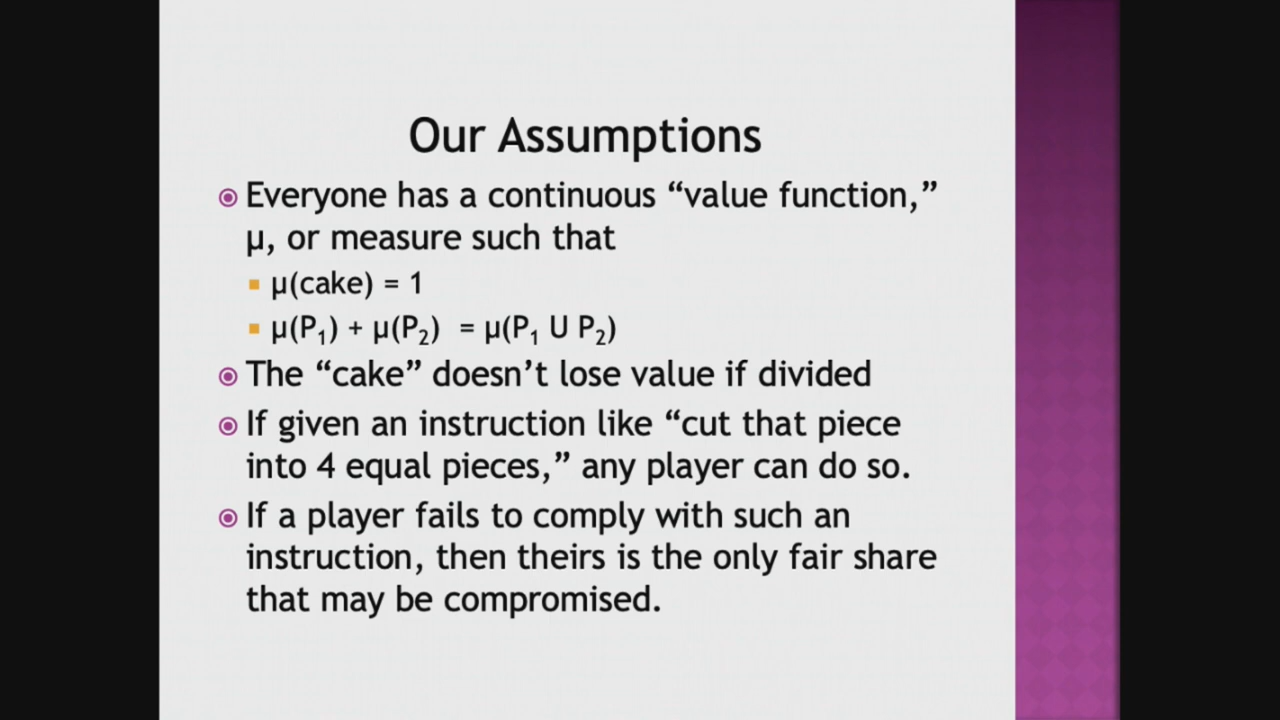 Our Assumptions
Everyone has a continuous “value function,”
μ, or measure such that
μ(cake) = 1
μ(P₁) + μ(P₂) = μ(P₁ U P₂)
The “cake” doesn’t lose value if divided
If given an instruction like “cut that piece
into 4 equal pieces,” any player can do so.
If a player fails to comply with such an
instruction, then theirs is the only fair share
that may be compromised.